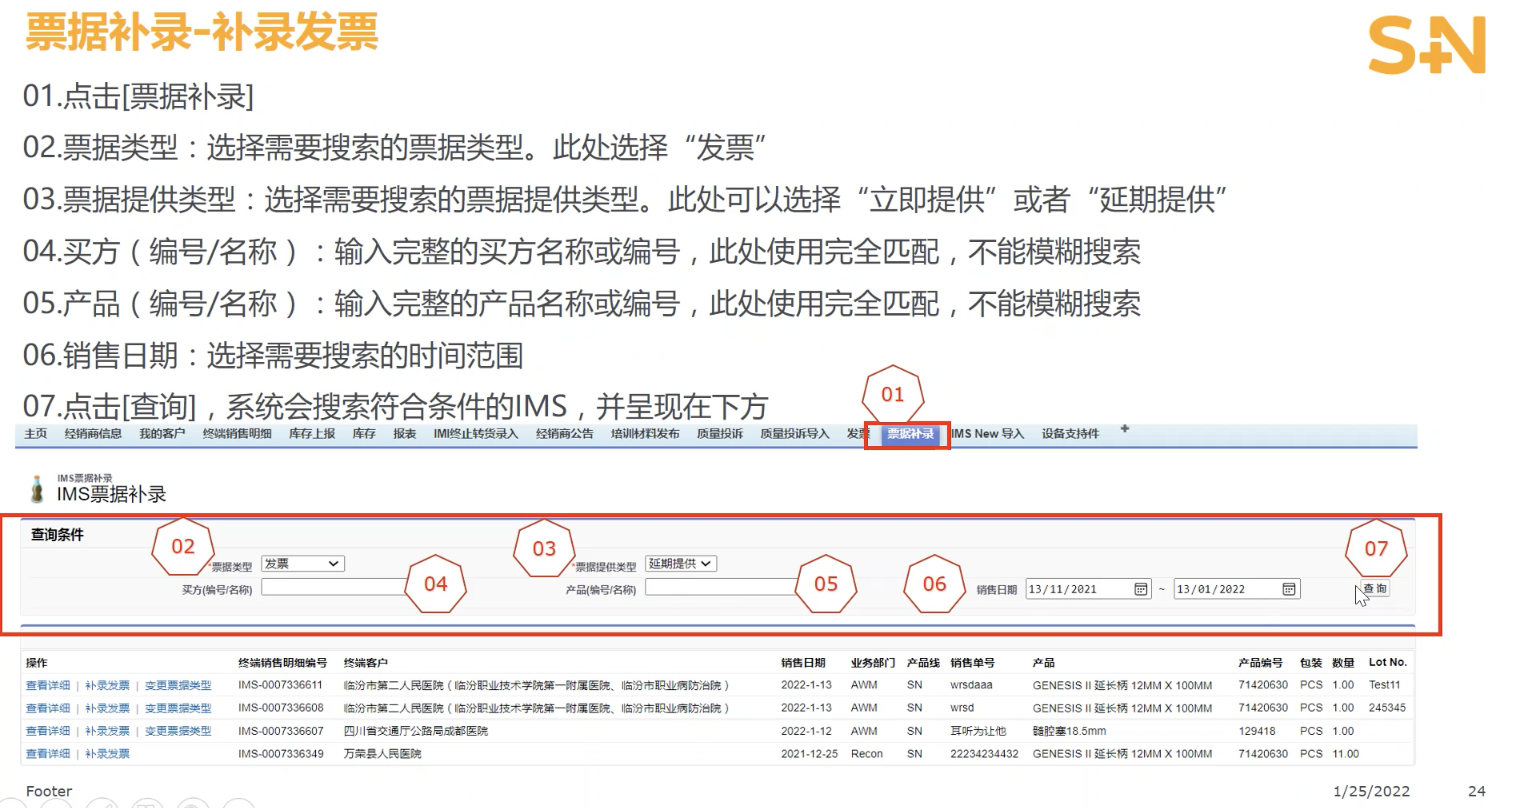 票据补录-补录发票
S+N
01.点击[票据补录]
02.票据类型：选择需要搜索的票据类型。此处选择“发票”
03.票据提供类型：选择需要搜索的票据提供类型。此处可以选择“立即提供”或者“延期提供”
04.买方（编号/名称）：输入完整的买方名称或编号，此处使用完全匹配，不能模糊搜索
05.产品（编号/名称）：输入完整的产品名称或编号，此处使用完全匹配，不能模糊搜索
06.销售日期：选择需要搜索的时间范围
07.点击[查询]，系统会搜索符合条件的IMS，并呈现在下方
01
主页 经销商信息 我的客户 终端销售明细 库存上报 库存 报表 IMI终止转货录入 经销商公告 培训材料发布 质量投诉 质量投诉导入 发票 票据补录 IMS New 导入 设备支持件 +
IMS票据补录
IMS票据补录
查询条件
02 *票据类型 发票 03 *票据提供类型 延期提供 07
买方(编号/名称) 04 产品(编号/名称) 05 06 销售日期 13/11/2021 ~ 13/01/2022 查询
操作 终端销售明细编号 终端客户 销售日期 业务部门 产品线 销售单号 产品 产品编号 包装 数量 Lot No.
查看详细 | 补录发票 | 变更票据类型 IMS-0007336611 临汾市第二人民医院（临汾职业技术学院第一附属医院、临汾市职业病防治院） 2022-1-13 AWM SN wrsdaaa GENESIS II 延长柄 12MM X 100MM 71420630 PCS 1.00 Test11
查看详细 | 补录发票 | 变更票据类型 IMS-0007336608 临汾市第二人民医院（临汾职业技术学院第一附属医院、临汾市职业病防治院） 2022-1-13 AWM SN wrsd GENESIS II 延长柄 12MM X 100MM 71420630 PCS 1.00 245345
查看详细 | 补录发票 | 变更票据类型 IMS-0007336607 四川省交通厅公路局成都医院 2022-1-12 AWM SN 耳听为让他 髓腔塞18.5mm 129418 PCS 1.00
查看详细 | 补录发票 IMS-0007336349 万荣县人民医院 2021-12-25 Recon SN 22234234432 GENESIS II 延长柄 12MM X 100MM 71420630 PCS 11.00
Footer 1/25/2022 24